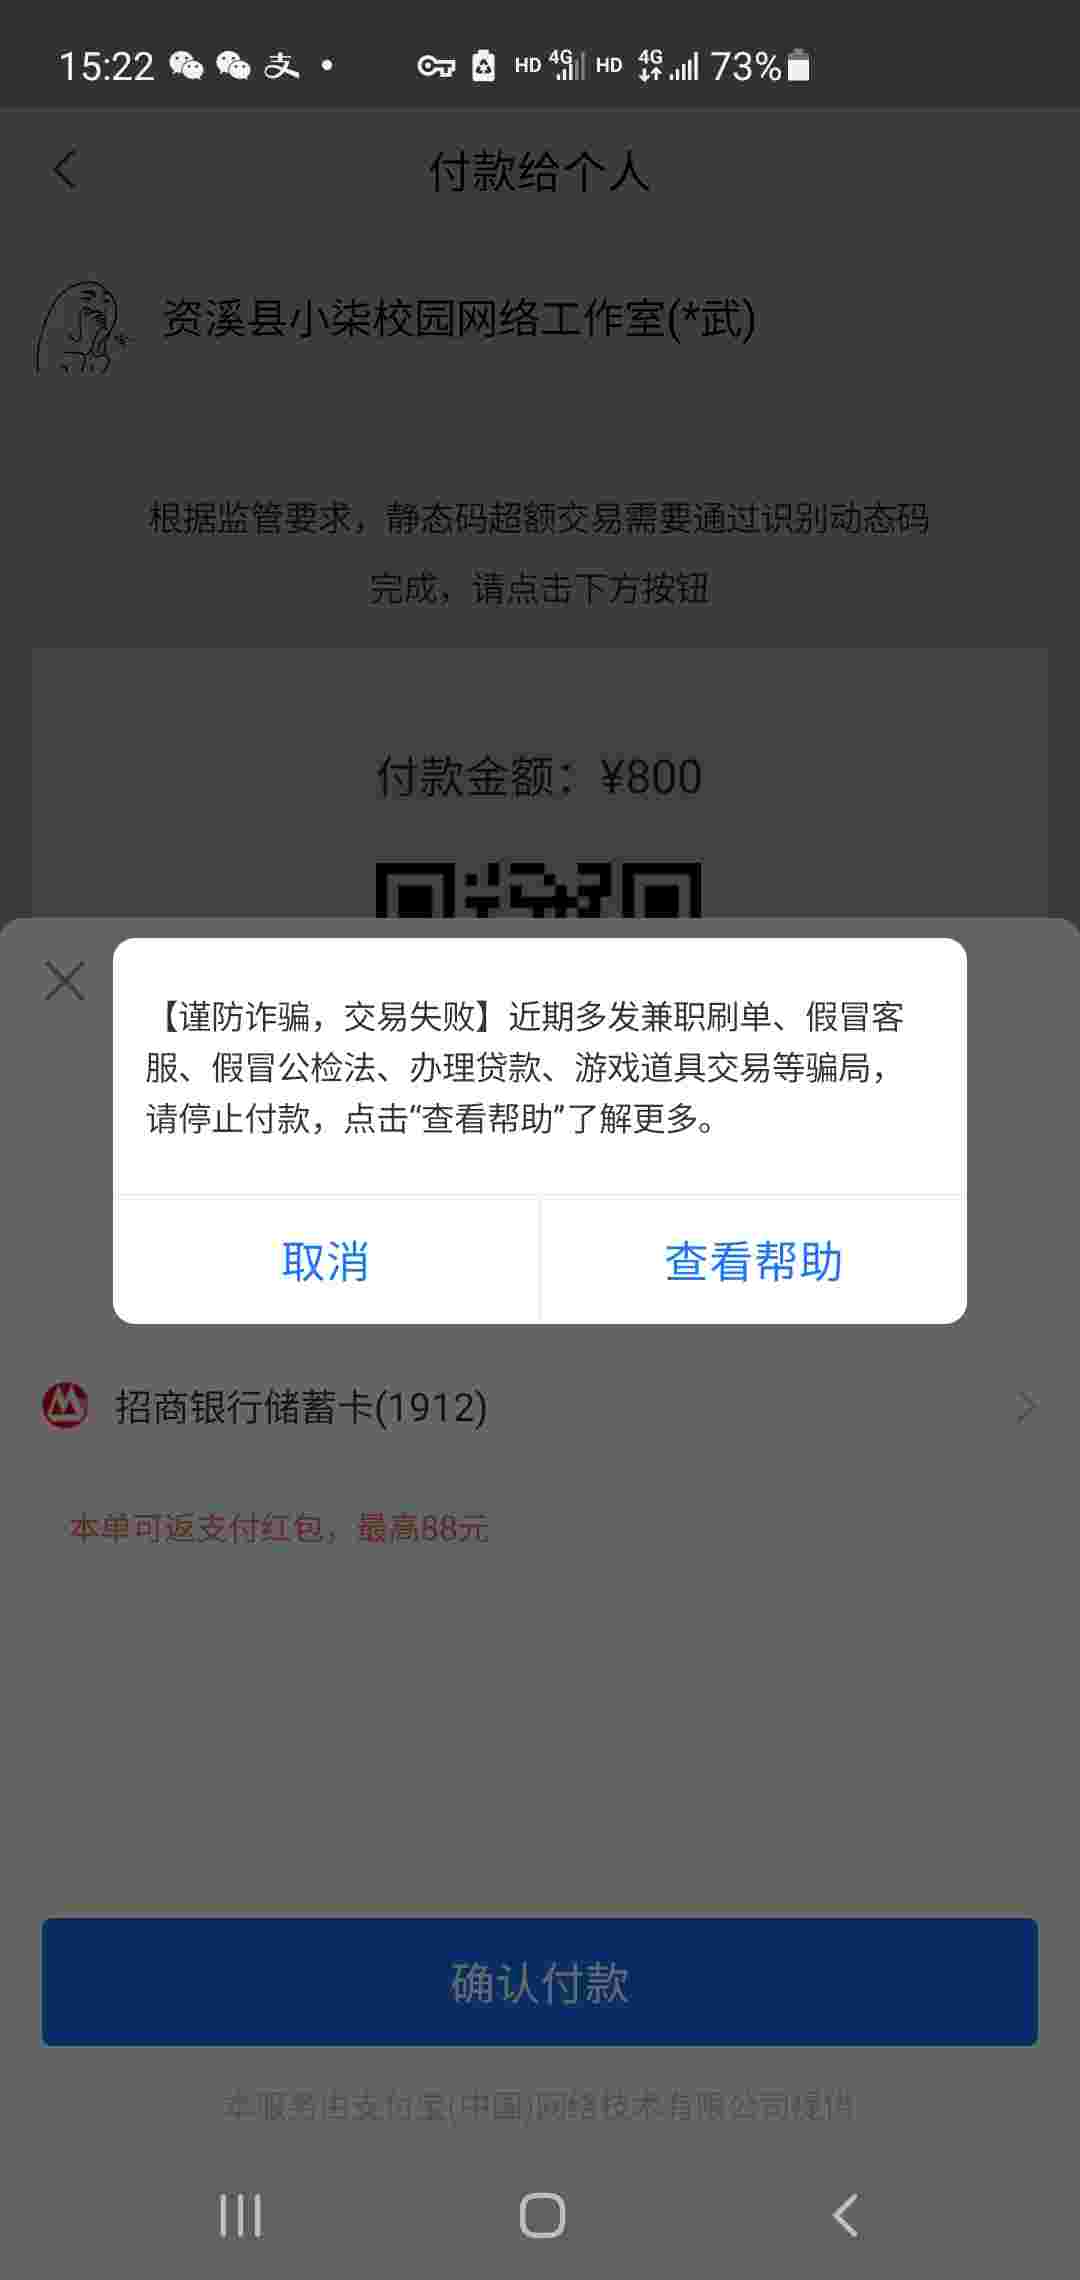 15:22
HD 4G HD 4G 73%
付款给个人
资溪县小柒校园网络工作室(*武)
根据监管要求，静态码超额交易需要通过识别动态码
完成，请点击下方按钮
付款金额：¥800
【谨防诈骗，交易失败】近期多发兼职刷单、假冒客
服、假冒公检法、办理贷款、游戏道具交易等骗局，
请停止付款，点击“查看帮助”了解更多。
取消
查看帮助
招商银行储蓄卡(1912)
本单可返支付红包，最高88元
确认付款
本服务由支付宝(中国)网络技术有限公司提供